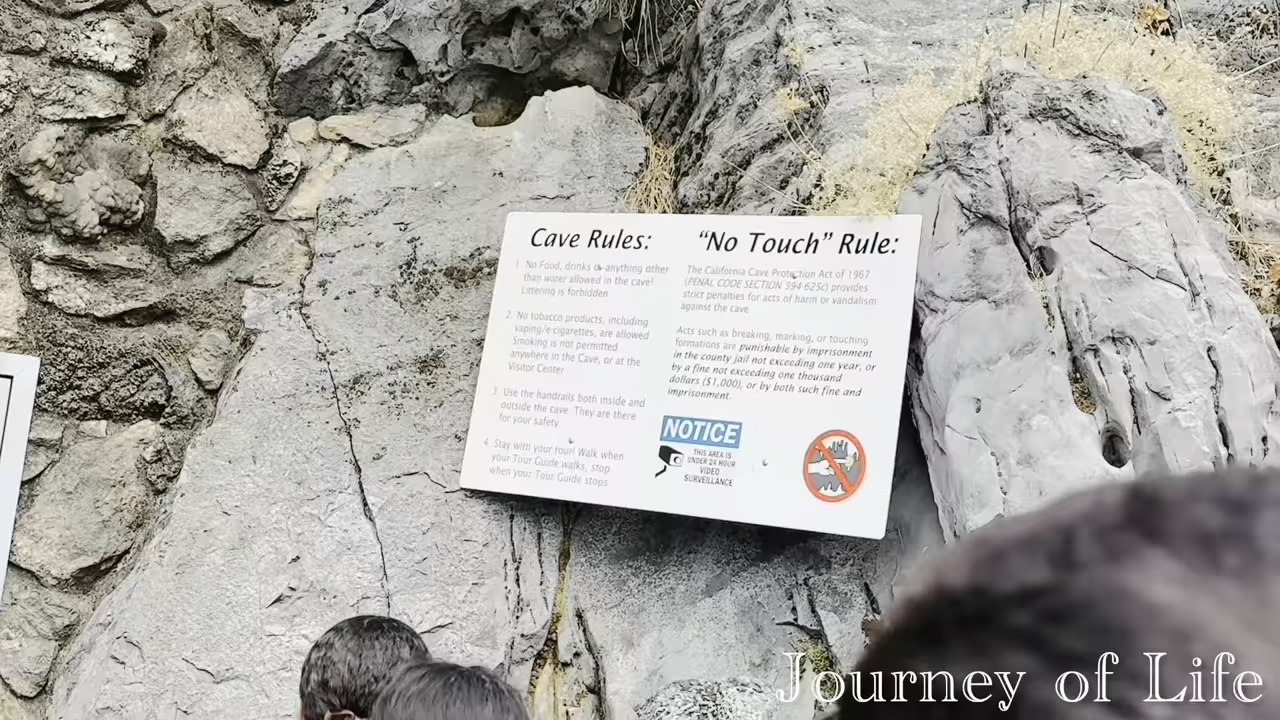 Cave Rules:
1. No Food, drinks or anything other
than water allowed in the cave!
Littering is forbidden
2. No tobacco products, including
vaping/e cigarettes, are allowed
Smoking is not permitted
anywhere in the Cave, or at the
Visitor Center
3. Use the handrails both inside and
outside the cave. They are there
for your safety.
4. Stay with your tour! Walk when
your Tour Guide walks, stop
when your Tour Guide stops
“No Touch” Rule:
The California Cave Protection Act of 1967
(PENAL CODE SECTION 594-625c) provides
strict penalties for acts of harm or vandalism
against the cave
Acts such as breaking, marking, or touching
formations are punishable by imprisonment
in the county jail not exceeding one year, or
by a fine not exceeding one thousand
dollars ($1,000), or by both such fine and
imprisonment.
NOTICE
THIS AREA IS
UNDER 24 HOUR
VIDEO
SURVEILLANCE
Journey of Life